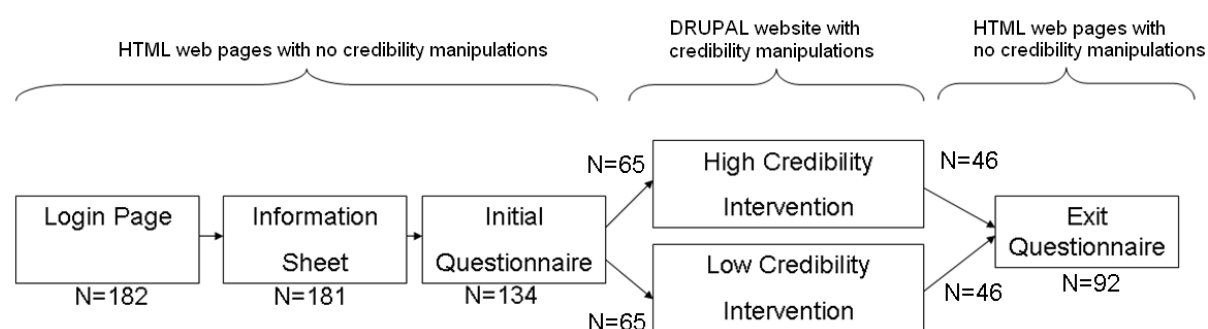 HTML web pages with no credibility manipulations
DRUPAL website with
credibility manipulations
HTML web pages with
no credibility manipulations
Login Page
N=182
Information
Sheet
N=181
Initial
Questionnaire
N=134
N=65
High Credibility
Intervention
N=46
N=65
Low Credibility
Intervention
N=46
Exit
Questionnaire
N=92